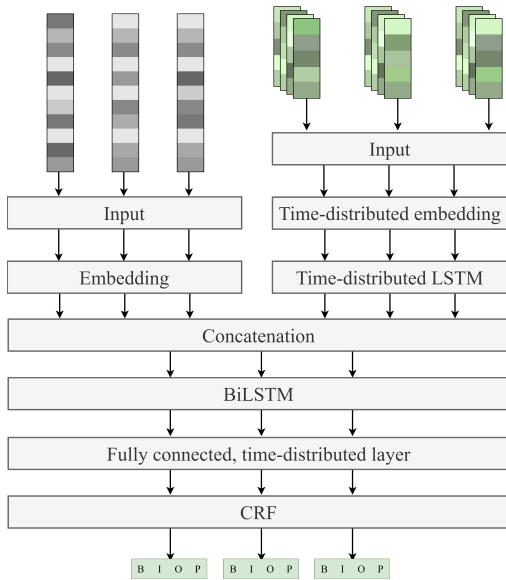 Input
Input
Time-distributed embedding
Embedding
Time-distributed LSTM
Concatenation
BiLSTM
Fully connected, time-distributed layer
CRF
B I O P B I O P B I O P